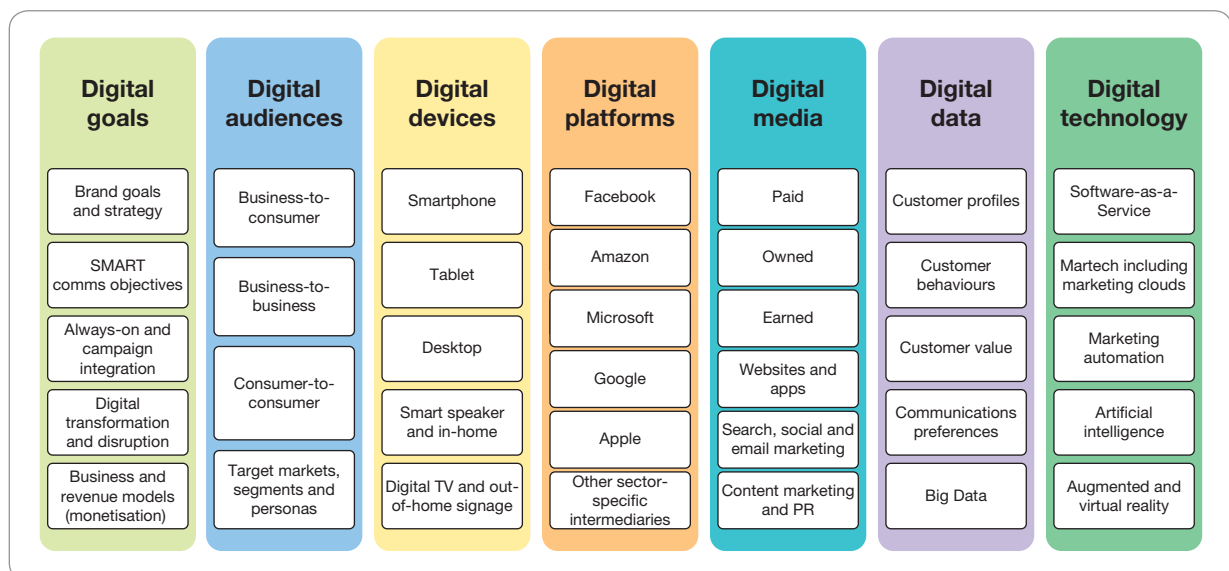 Digital
goals
Brand goals
and strategy
SMART
comms objectives
Always-on and
campaign
integration
Digital
transformation
and disruption
Business and
revenue models
(monetisation)
Digital
audiences
Business-to-
consumer
Business-to-
business
Consumer-to-
consumer
Target markets,
segments and
personas
Digital
devices
Smartphone
Tablet
Desktop
Smart speaker
and in-home
Digital TV and out-
of-home signage
Digital
platforms
Facebook
Amazon
Microsoft
Google
Apple
Other sector-
specific
intermediaries
Digital
media
Paid
Owned
Earned
Websites and
apps
Search, social and
email marketing
Content marketing
and PR
Digital
data
Customer profiles
Customer
behaviours
Customer value
Communications
preferences
Big Data
Digital
technology
Software-as-a-
Service
Martech including
marketing clouds
Marketing
automation
Artificial
intelligence
Augmented and
virtual reality